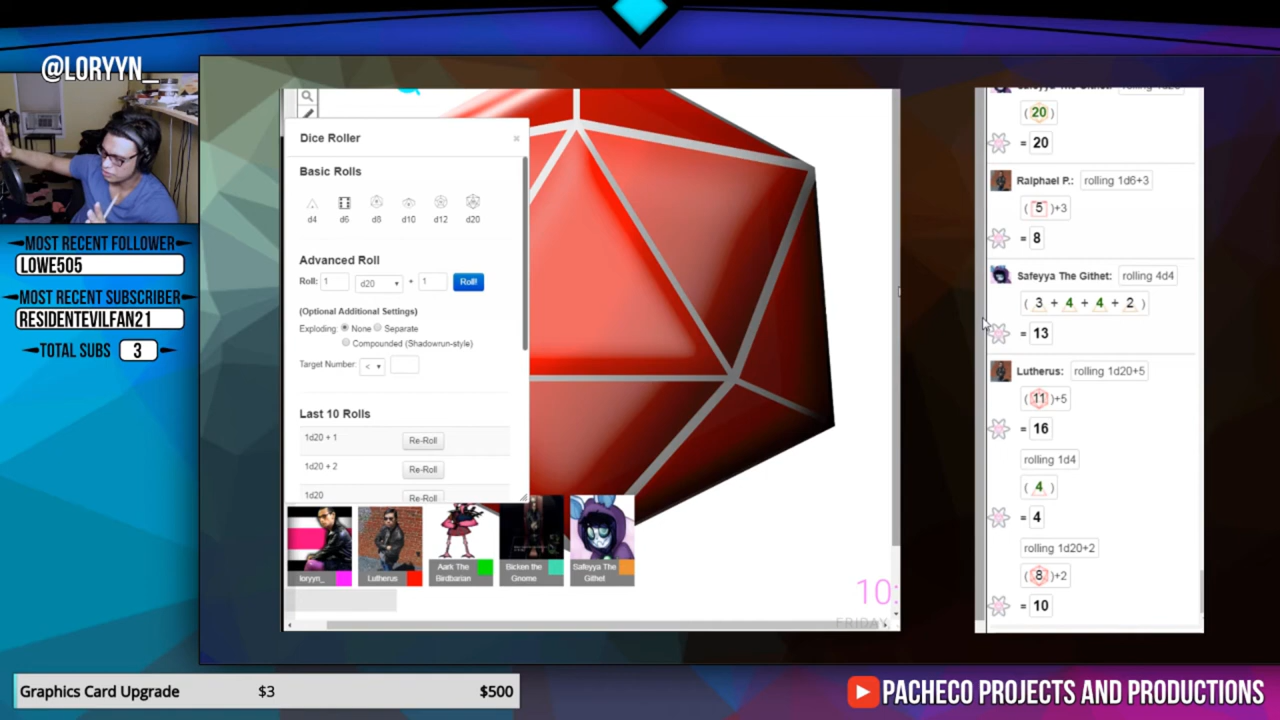 @LORYYN_
MOST RECENT FOLLOWER
LOWE505
MOST RECENT SUBSCRIBER
RESIDENTEVILFAN21
TOTAL SUBS 3
Dice Roller ×
Basic Rolls
d4 d6 d8 d10 d12 d20
Advanced Roll
Roll: 1 d20 + 1 Roll!
(Optional Additional Settings)
Exploding: None Separate
Compounded (Shadowrun-style)
Target Number: <
Last 10 Rolls
1d20 + 1 Re-Roll
1d20 + 2 Re-Roll
1d20 Re-Roll
loryyn_
Lutherus
Aark The
Birdbarian
Bicken the
Gnome
Safeyya The
Githet
10:
FRIDAY
(20)
= 20
Ralphael P.: rolling 1d6+3
(5)+3
= 8
Safeyya The Githet: rolling 4d4
(3 + 4 + 4 + 2)
= 13
Lutherus: rolling 1d20+5
(11)+5
= 16
rolling 1d4
(4)
= 4
rolling 1d20+2
(8)+2
= 10
Graphics Card Upgrade $3 $500
PACHECO PROJECTS AND PRODUCTIONS